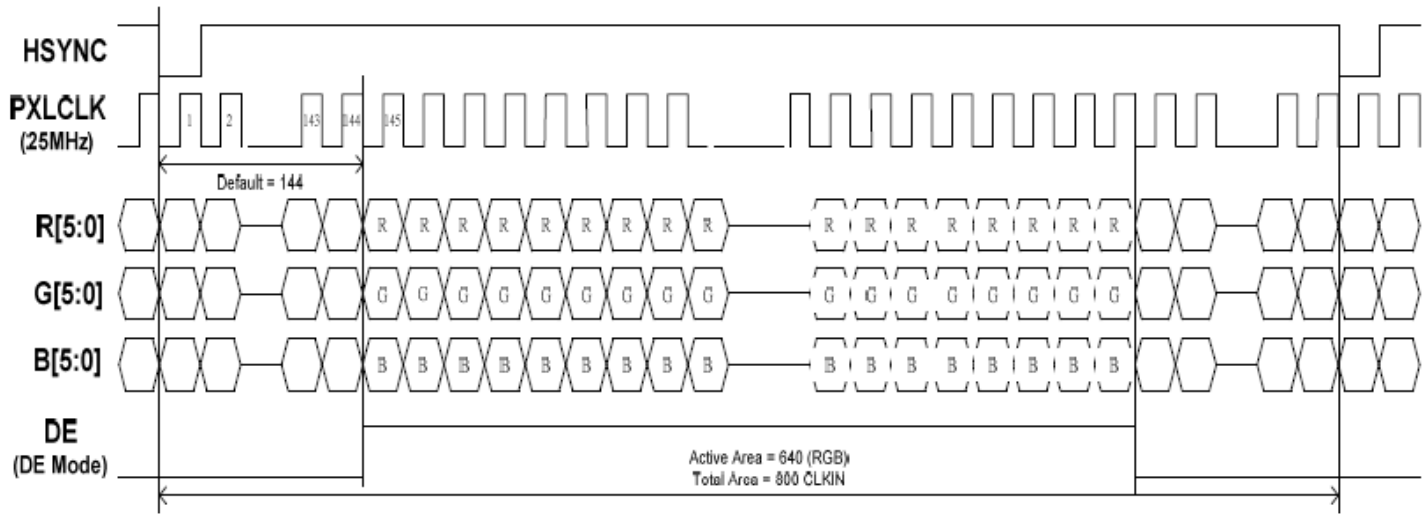 HSYNC
PXLCLK
(25MHz)
1 2 143 144 145
Default = 144
R[5:0] R R R R R R R R R R R R R R R R R
G[5:0] G G G G G G G G G G G G G G G G G
B[5:0] B B B B B B B B B B B B B B B B B
DE
(DE Mode)
Active Area = 640 (RGB)
Total Area = 800 CLKIN